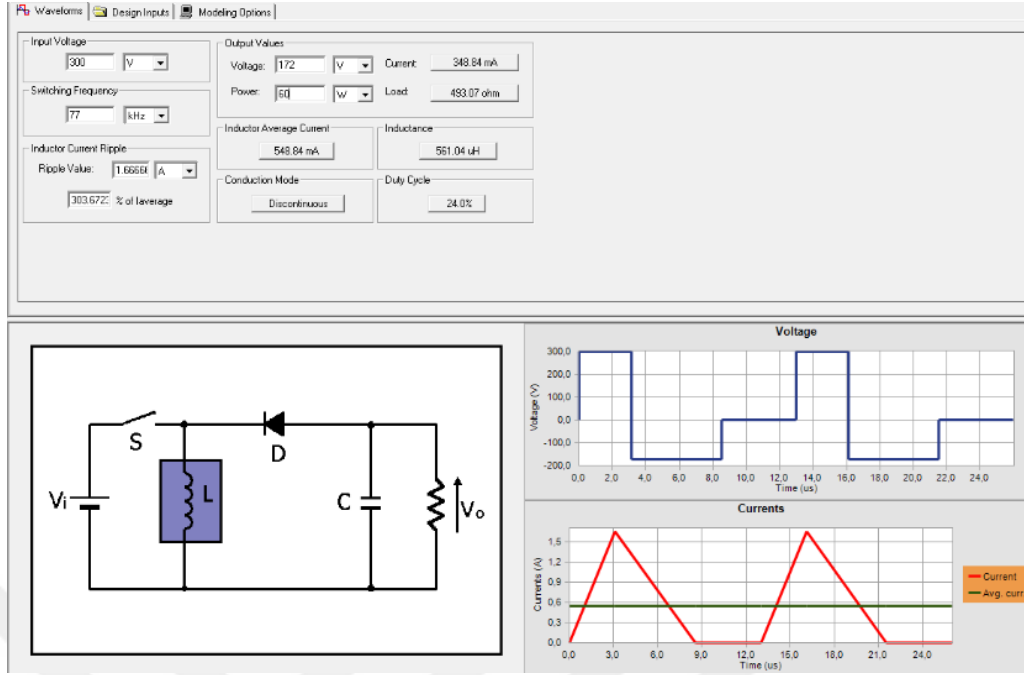 Waveforms Design Inputs Modeling Options
Input Voltage
300 V
Switching Frequency
77 kHz
Inductor Current Ripple
Ripple Value: 1.6666 A
303.672 % of Iaverage
Output Values
Voltage: 172 V Current: 348.84 mA
Power: 60 W Load: 493.07 ohm
Inductor Average Current
548.84 mA
Inductance
561.04 uH
Conduction Mode
Discontinuous
Duty Cycle
24.0%
S
D
Vi
L
C
Vo
Voltage
Voltage (V)
300,0
200,0
100,0
0,0
-100,0
-200,0
0,0 2,0 4,0 6,0 8,0 10,0 12,0 14,0 16,0 18,0 20,0 22,0 24,0
Time (us)
Currents
Currents (A)
1,5
1,2
0,9
0,6
0,3
0,0
0,0 3,0 6,0 9,0 12,0 15,0 18,0 21,0 24,0
Time (us)
Current
Avg. curr